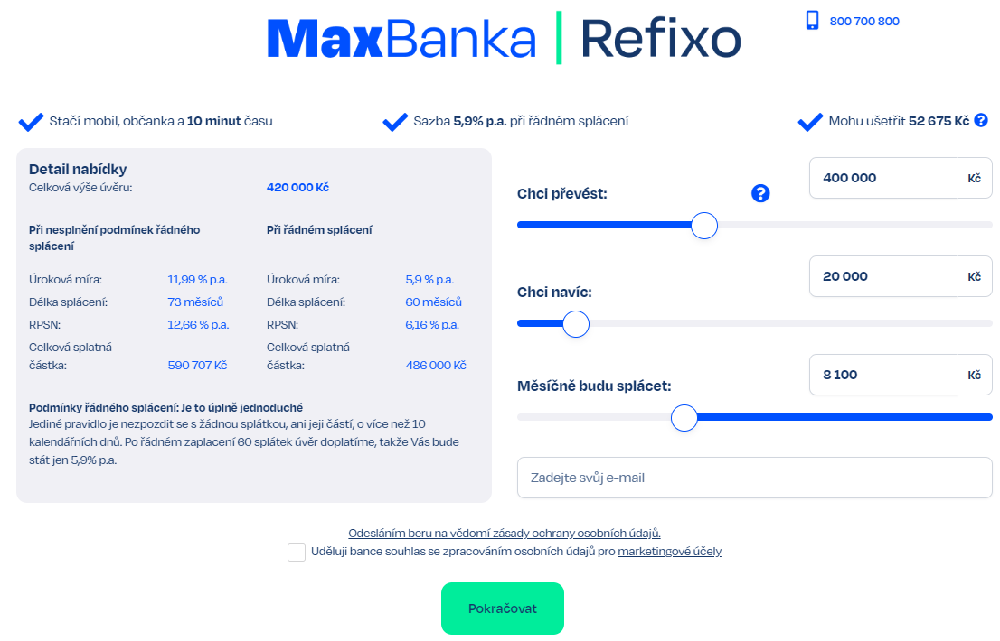 MaxBanka | Refixo
800 700 800
Stačí mobil, občanka a 10 minut času
Sazba 5,9% p.a. při řádném splácení
Mohu ušetřit 52 675 Kč ?
Detail nabídky
Celková výše úvěru: 420 000 Kč
Při nesplnění podmínek řádného
splácení
Při řádném splácení
Úroková míra: 11,99 % p.a.
Délka splácení: 73 měsíců
RPSN: 12,66 % p.a.
Celková splatná
částka: 590 707 Kč
Úroková míra: 5,9 % p.a.
Délka splácení: 60 měsíců
RPSN: 6,16 % p.a.
Celková splatná
částka: 486 000 Kč
Podmínky řádného splácení: Je to úplně jednoduché
Jediné pravidlo je nezpozdit se s žádnou splátkou, ani její částí, o více než 10
kalendářních dnů. Po řádném zaplacení 60 splátek úvěr doplatíme, takže Vás bude
stát jen 5,9% p.a.
Chci převést: ? 400 000 Kč
Chci navíc: 20 000 Kč
Měsíčně budu splácet: 8 100 Kč
Zadejte svůj e-mail
Odesláním beru na vědomí zásady ochrany osobních údajů.
Uděluji bance souhlas se zpracováním osobních údajů pro marketingové účely
Pokračovat